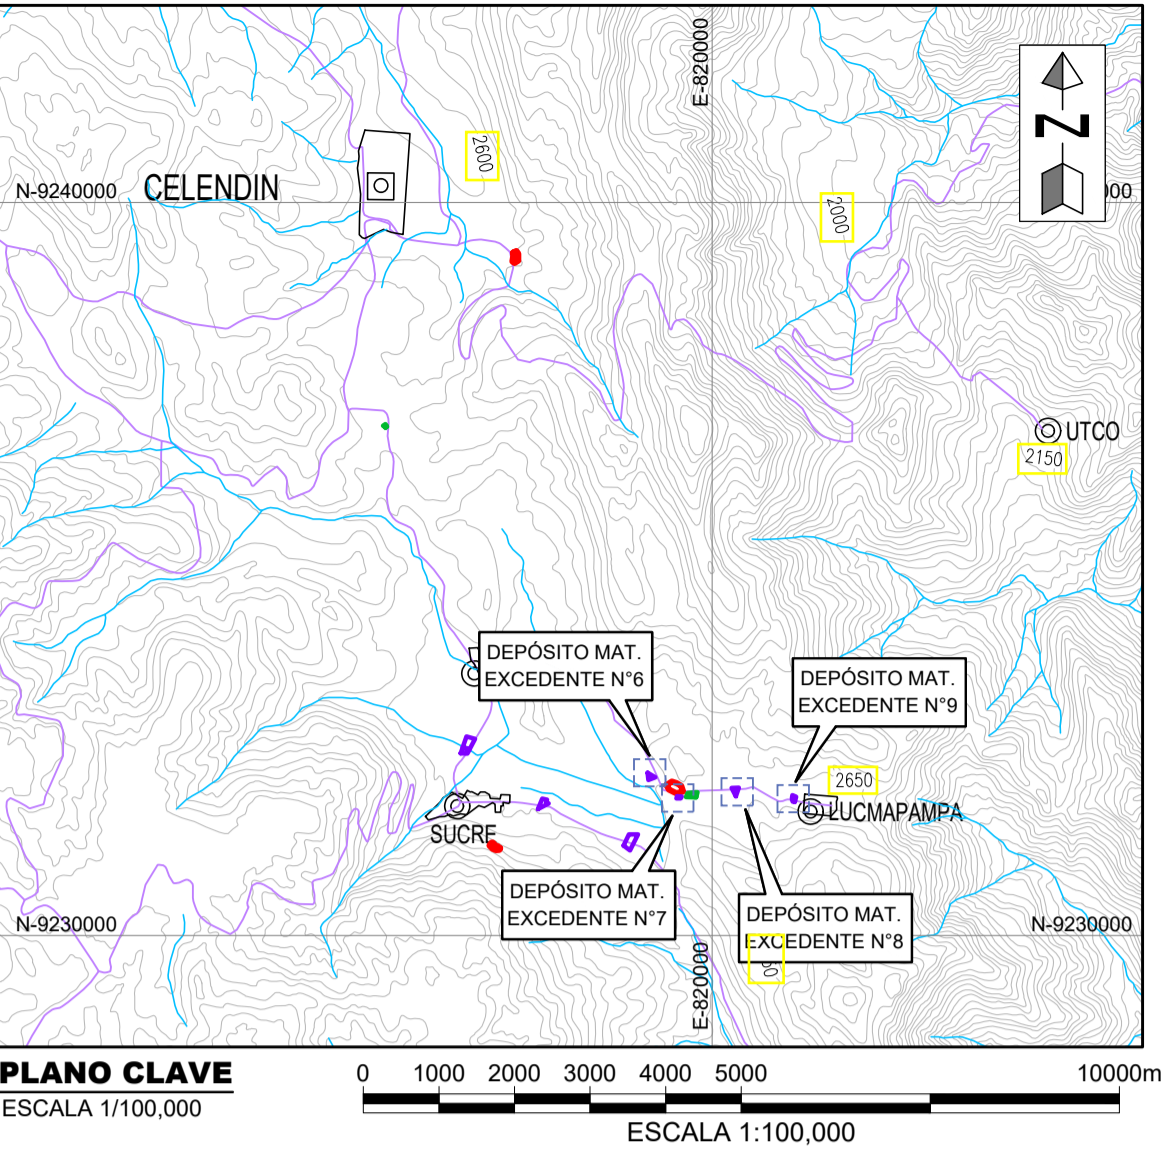 E-820000
2600
N-9240000
CELENDIN
2000
N
UTCO
2150
DEPÓSITO MAT.
EXCEDENTE N°6
DEPÓSITO MAT.
EXCEDENTE N°9
2650
LUCMAPAMPA
SUCRE
DEPÓSITO MAT.
EXCEDENTE N°7
DEPÓSITO MAT.
EXCEDENTE N°8
N-9230000
N-9230000
E-820000
PLANO CLAVE
ESCALA 1/100,000
0 1000 2000 3000 4000 5000 10000m
ESCALA 1:100,000